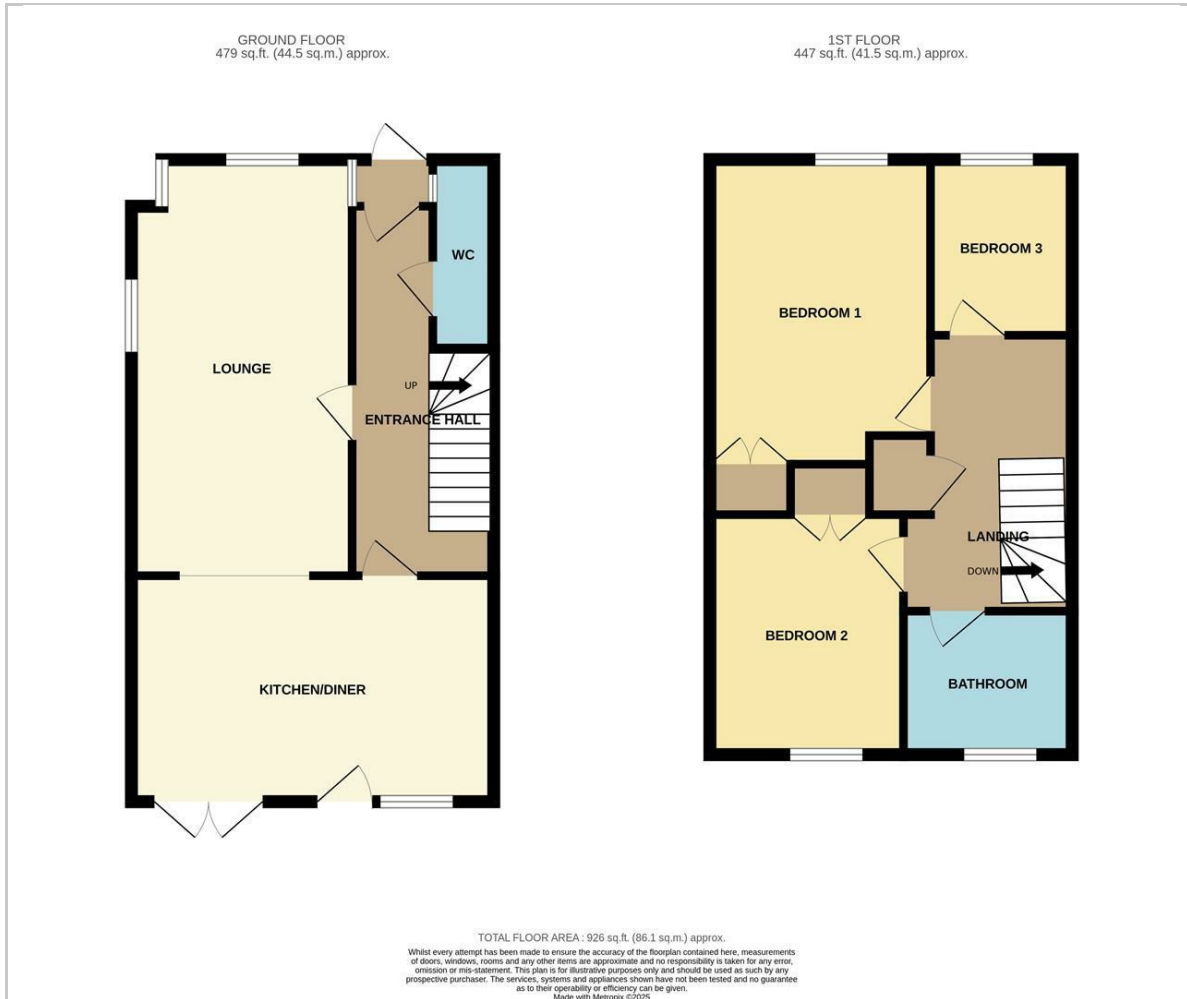 GROUND FLOOR
479 sq.ft. (44.5 sq.m.) approx.
1ST FLOOR
447 sq.ft. (41.5 sq.m.) approx.
WC
LOUNGE
UP
ENTRANCE HALL
KITCHEN/DINER
BEDROOM 3
BEDROOM 1
LANDING
DOWN
BEDROOM 2
BATHROOM
TOTAL FLOOR AREA : 926 sq.ft. (86.1 sq.m.) approx.
Whilst every attempt has been made to ensure the accuracy of the floorplan contained here, measurements
of doors, windows, rooms and any other items are approximate and no responsibility is taken for any error,
omission or mis-statement. This plan is for illustrative purposes only and should be used as such by any
prospective purchaser. The services, systems and appliances shown have not been tested and no guarantee
as to their operability or efficiency can be given.
Made with Metropix ©2025